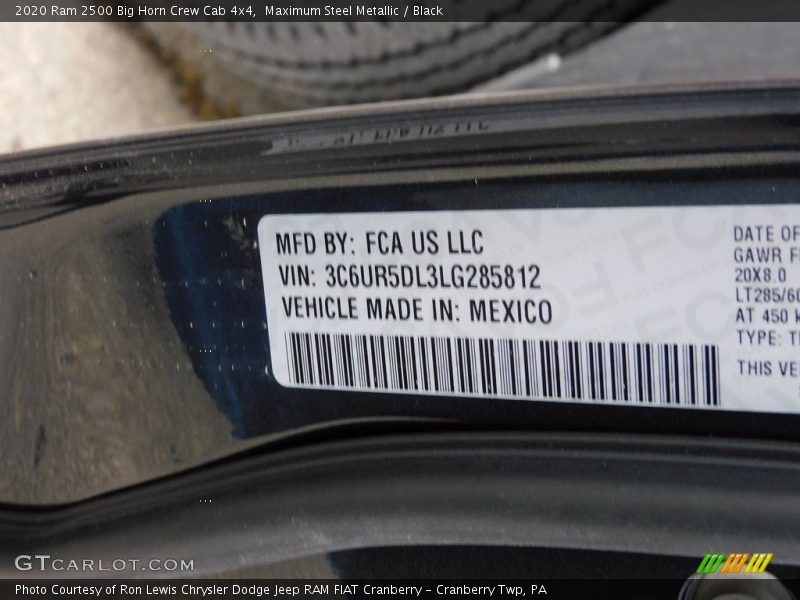 2020 Ram 2500 Big Horn Crew Cab 4x4,  Maximum Steel Metallic / Black
MFD BY: FCA US LLC
VIN: 3C6UR5DL3LG285812
VEHICLE MADE IN: MEXICO
DATE OF
GAWR
20X8.0
LT285/60
AT 450
TYPE:
THIS VE
GTCARLOT.COM
Photo Courtesy of Ron Lewis Chrysler Dodge Jeep RAM FIAT Cranberry – Cranberry Twp, PA